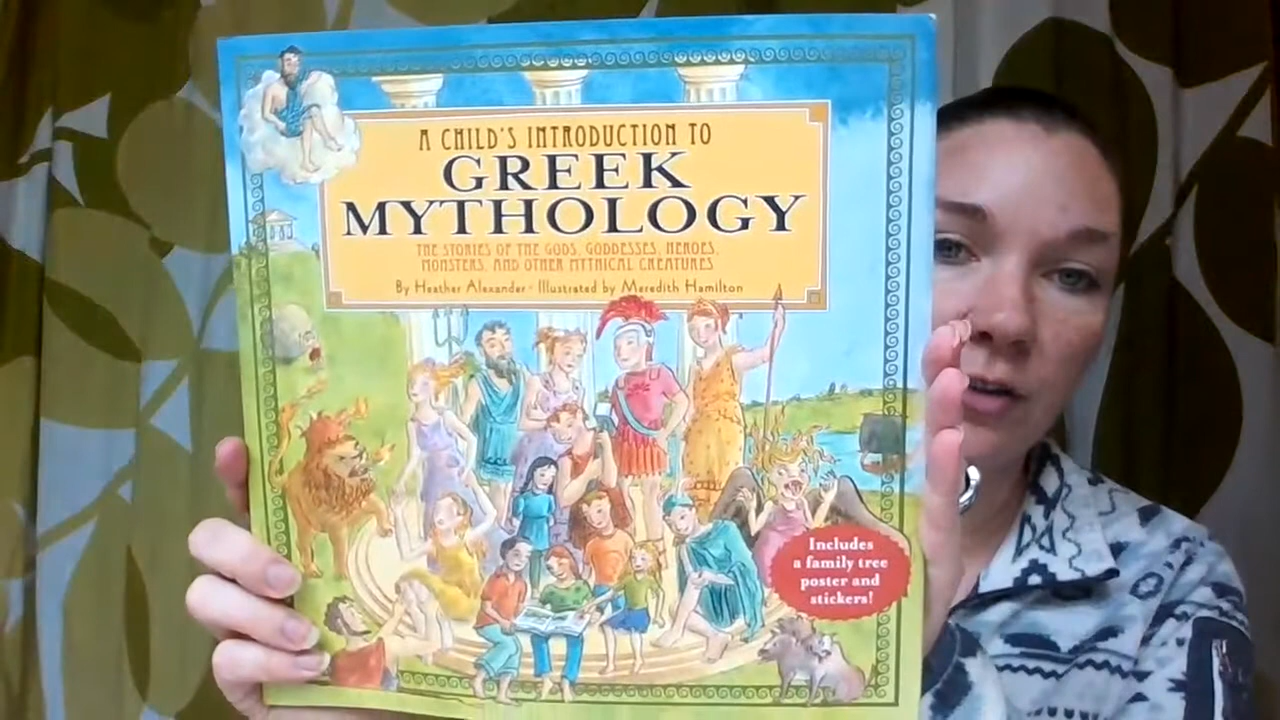 A CHILD'S INTRODUCTION TO
GREEK
MYTHOLOGY
THE STORIES OF THE GODS, GODDESSES, HEROES,
MONSTERS, AND OTHER MYTHICAL CREATURES
By Heather Alexander - Illustrated by Meredith Hamilton
Includes
a family tree
poster and
stickers!